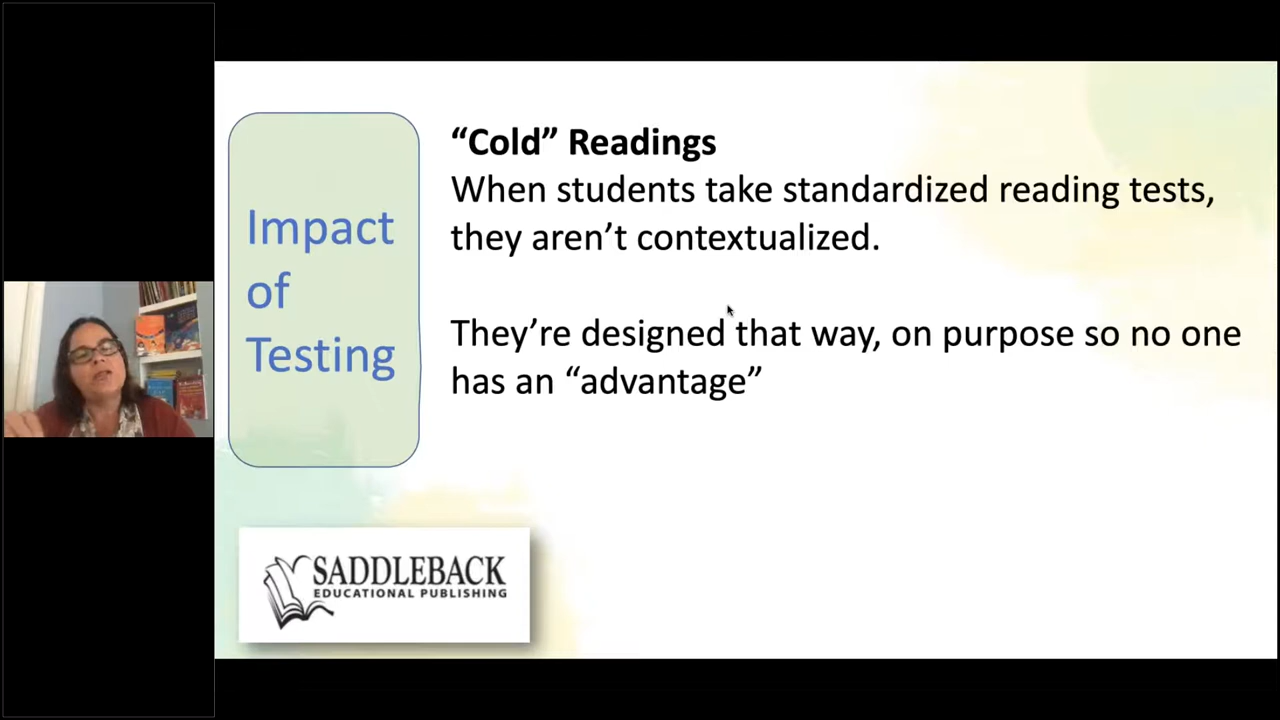 Impact
of
Testing
“Cold” Readings
When students take standardized reading tests,
they aren’t contextualized.
They’re designed that way, on purpose so no one
has an “advantage”
SADDLEBACK
EDUCATIONAL PUBLISHING